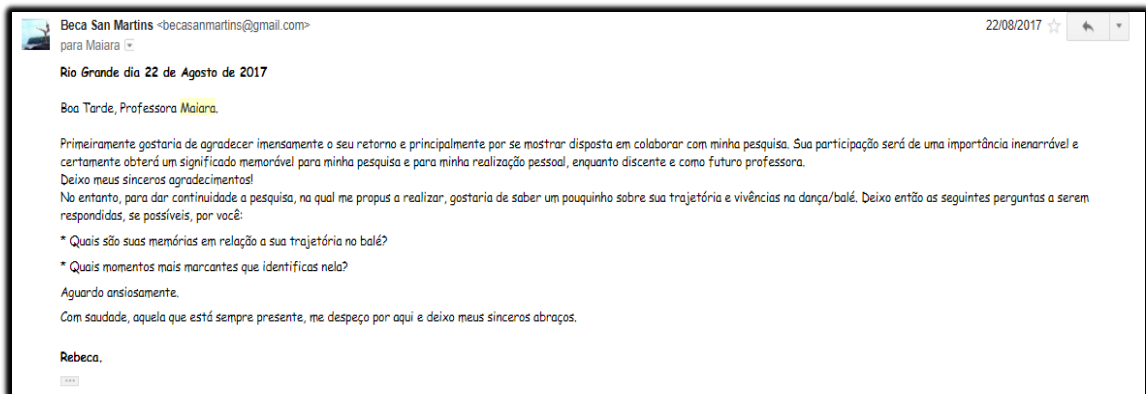 Beca San Martins <becasanmartins@gmail.com>
22/08/2017
para Maiara
Rio Grande dia 22 de Agosto de 2017
Boa Tarde, Professora Maiara.
Primeiramente gostaria de agradecer imensamente o seu retorno e principalmente por se mostrar disposta em colaborar com minha pesquisa. Sua participação será de uma importância inenarrável e
certamente obterá um significado memorável para minha pesquisa e para minha realização pessoal, enquanto discente e como futuro professora.
Deixo meus sinceros agradecimentos!
No entanto, para dar continuidade a pesquisa, na qual me propus a realizar, gostaria de saber um pouquinho sobre sua trajetória e vivências na dança/balé. Deixo então as seguintes perguntas a serem
respondidas, se possíveis, por você:
* Quais são suas memórias em relação a sua trajetória no balé?
* Quais momentos mais marcantes que identificas nela?
Aguardo ansiosamente.
Com saudade, aquela que está sempre presente, me despeço por aqui e deixo meus sinceros abraços.
Rebeca.